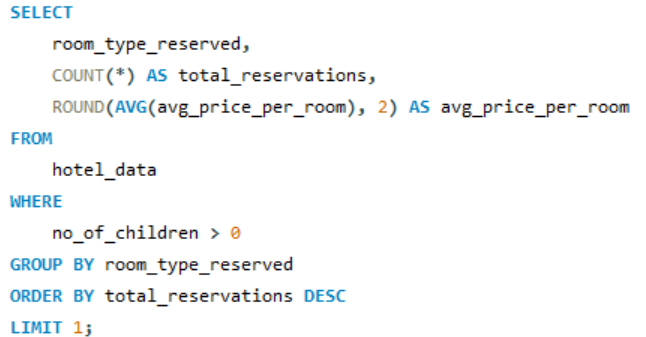 SELECT
room_type_reserved,
COUNT(*) AS total_reservations,
ROUND(AVG(avg_price_per_room), 2) AS avg_price_per_room
FROM
hotel_data
WHERE
no_of_children > 0
GROUP BY room_type_reserved
ORDER BY total_reservations DESC
LIMIT 1;